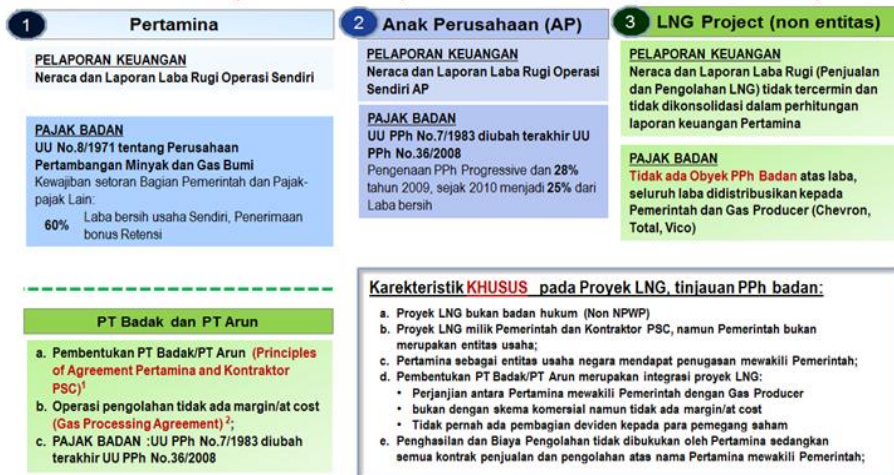 1 Pertamina
PELAPORAN KEUANGAN
Neraca dan Laporan Laba Rugi Operasi Sendiri
PAJAK BADAN
UU No.8/1971 tentang Perusahaan
Pertambangan Minyak dan Gas Bumi
Kewajiban setoran Bagian Pemerintah dan Pajak-
pajak Lain:
60% Laba bersih usaha Sendiri, Penerimaan
bonus Retensi
2 Anak Perusahaan (AP)
PELAPORAN KEUANGAN
Neraca dan Laporan Laba Rugi Operasi
Sendiri AP
PAJAK BADAN
UU PPh No.7/1983 diubah terakhir UU
PPh No.36/2008
Pengenaan PPh Progressive dan 28%
tahun 2009, sejak 2010 menjadi 25% dari
Laba bersih
3 LNG Project (non entitas)
PELAPORAN KEUANGAN
Neraca dan Laporan Laba Rugi (Penjualan
dan Pengolahan LNG) tidak tercermin dan
tidak dikonsolidasi dalam perhitungan
laporan keuangan Pertamina
PAJAK BADAN
Tidak ada Obyek PPh Badan atas laba,
seluruh laba didistribusikan kepada
Pemerintah dan Gas Producer (Chevron,
Total, Vico)
PT Badak dan PT Arun
a. Pembentukan PT Badak/PT Arun (Principles
of Agreement Pertamina and Kontraktor
PSC)1
b. Operasi pengolahan tidak ada margin/at cost
(Gas Processing Agreement) 2;
c. PAJAK BADAN :UU PPh No.7/1983 diubah
terakhir UU PPh No.36/2008
Karekteristik KHUSUS pada Proyek LNG, tinjauan PPh badan:
a. Proyek LNG bukan badan hukum (Non NPWP)
b. Proyek LNG milik Pemerintah dan Kontraktor PSC, namun Pemerintah bukan
merupakan entitas usaha;
c. Pertamina sebagai entitas usaha negara mendapat penugasan mewakili Pemerintah;
d. Pembentukan PT Badak/PT Arun merupakan integrasi proyek LNG:
• Perjanjian antara Pertamina mewakili Pemerintah dengan Gas Producer
• bukan dengan skema komersial namun tidak ada margin/at cost
• Tidak pernah ada pembagian deviden kepada para pemegang saham
e. Penghasilan dan Biaya Pengolahan tidak dibukukan oleh Pertamina sedangkan
semua kontrak penjualan dan pengolahan atas nama Pertamina mewakili Pemerintah;